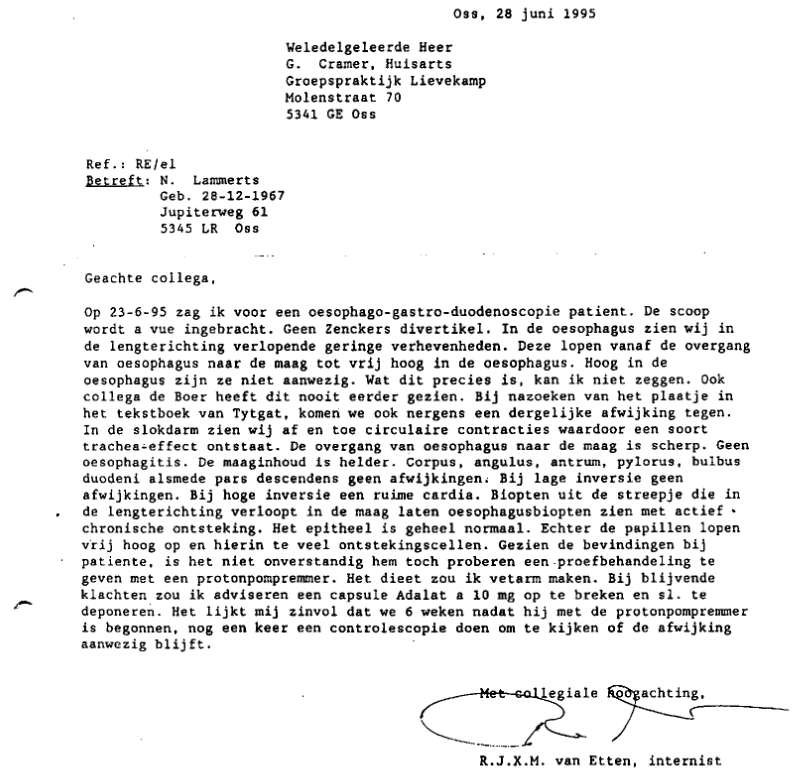 Oss, 28 juni 1995
Weledelgeleerde Heer
G. Cramer, Huisarts
Groepspraktijk Lievekamp
Molenstraat 70
5341 GE Oss
Ref.: RE/el
Betreft: N. Lammerts
Geb. 28-12-1967
Jupiterweg 61
5345 LR Oss
Geachte collega,
Op 23-6-95 zag ik voor een oesophago-gastro-duodenoscopie patient. De scoop
wordt a vue ingebracht. Geen Zenckers divertikel. In de oesophagus zien wij in
de lengterichting verlopende geringe verhevenheden. Deze lopen vanaf de overgang
van oesophagus naar de maag tot vrij hoog in de oesophagus. Hoog in de
oesophagus zijn ze niet aanwezig. Wat dit precies is, kan ik niet zeggen. Ook
collega de Boer heeft dit nooit eerder gezien. Bij nazoeken van het plaatje in
het tekstboek van Tytgat, komen we ook nergens een dergelijke afwijking tegen.
In de slokdarm zien wij af en toe circulaire contracties waardoor een soort
trachea-effect ontstaat. De overgang van oesophagus naar de maag is scherp. Geen
oesophagitis. De maaginhoud is helder. Corpus, angulus, antrum, pylorus, bulbus
duodeni alsmede pars descendens geen afwijkingen. Bij lage inversie geen
afwijkingen. Bij hoge inversie een ruime cardia. Biopten uit de streepje die in
de lengterichting verloopt in de maag laten oesophagusbiopten zien met actief
chronische ontsteking. Het epitheel is geheel normaal. Echter de papillen lopen
vrij hoog op en hierin te veel ontstekingscellen. Gezien de bevindingen bij
patiente, is het niet onverstandig hem toch proberen een proefbehandeling te
geven met een protonpompremmer. Het dieet zou ik vetarm maken. Bij blijvende
klachten zou ik adviseren een capsule Adalat a 10 mg op te breken en sl. te
deponeren. Het lijkt mij zinvol dat we 6 weken nadat hij met de protonpompremmer
is begonnen, nog een keer een controlescopie doen om te kijken of de afwijking
aanwezig blijft.
Met collegiale hoogachting,
R.J.X.M. van Etten, internist